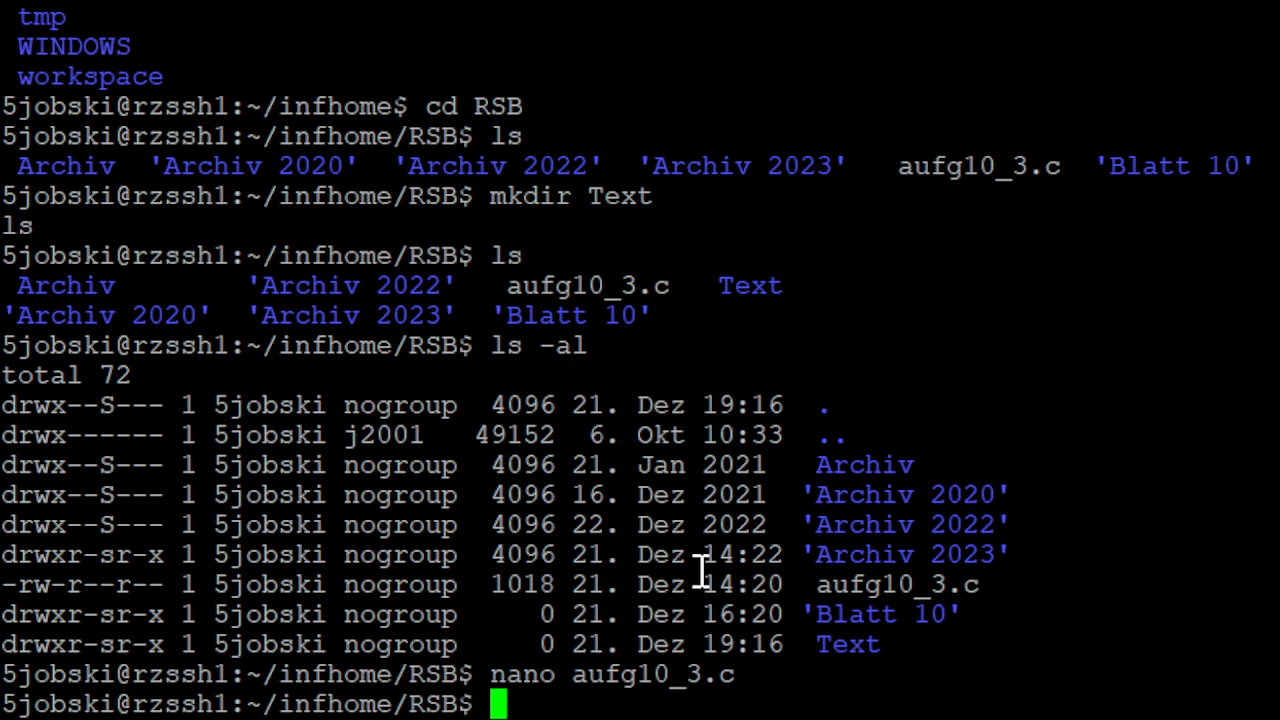 tmp
WINDOWS
workspace
5jobski@rzssh1:~/infhome$ cd RSB
5jobski@rzssh1:~/infhome/RSB$ ls
Archiv  'Archiv 2020'  'Archiv 2022'  'Archiv 2023'   aufg10_3.c  'Blatt 10'
5jobski@rzssh1:~/infhome/RSB$ mkdir Text
ls
5jobski@rzssh1:~/infhome/RSB$ ls
Archiv        'Archiv 2022'   aufg10_3.c   Text
'Archiv 2020'  'Archiv 2023'  'Blatt 10'
5jobski@rzssh1:~/infhome/RSB$ ls -al
total 72
drwx--S--- 1 5jobski nogroup  4096 21. Dez 19:16  .
drwx------ 1 5jobski j2001   49152  6. Okt 10:33  ..
drwx--S--- 1 5jobski nogroup  4096 21. Jan 2021   Archiv
drwx--S--- 1 5jobski nogroup  4096 16. Dez 2021  'Archiv 2020'
drwx--S--- 1 5jobski nogroup  4096 22. Dez 2022  'Archiv 2022'
drwxr-sr-x 1 5jobski nogroup  4096 21. Dez 14:22 'Archiv 2023'
-rw-r--r-- 1 5jobski nogroup  1018 21. Dez 14:20  aufg10_3.c
drwxr-sr-x 1 5jobski nogroup     0 21. Dez 16:20 'Blatt 10'
drwxr-sr-x 1 5jobski nogroup     0 21. Dez 19:16  Text
5jobski@rzssh1:~/infhome/RSB$ nano aufg10_3.c
5jobski@rzssh1:~/infhome/RSB$